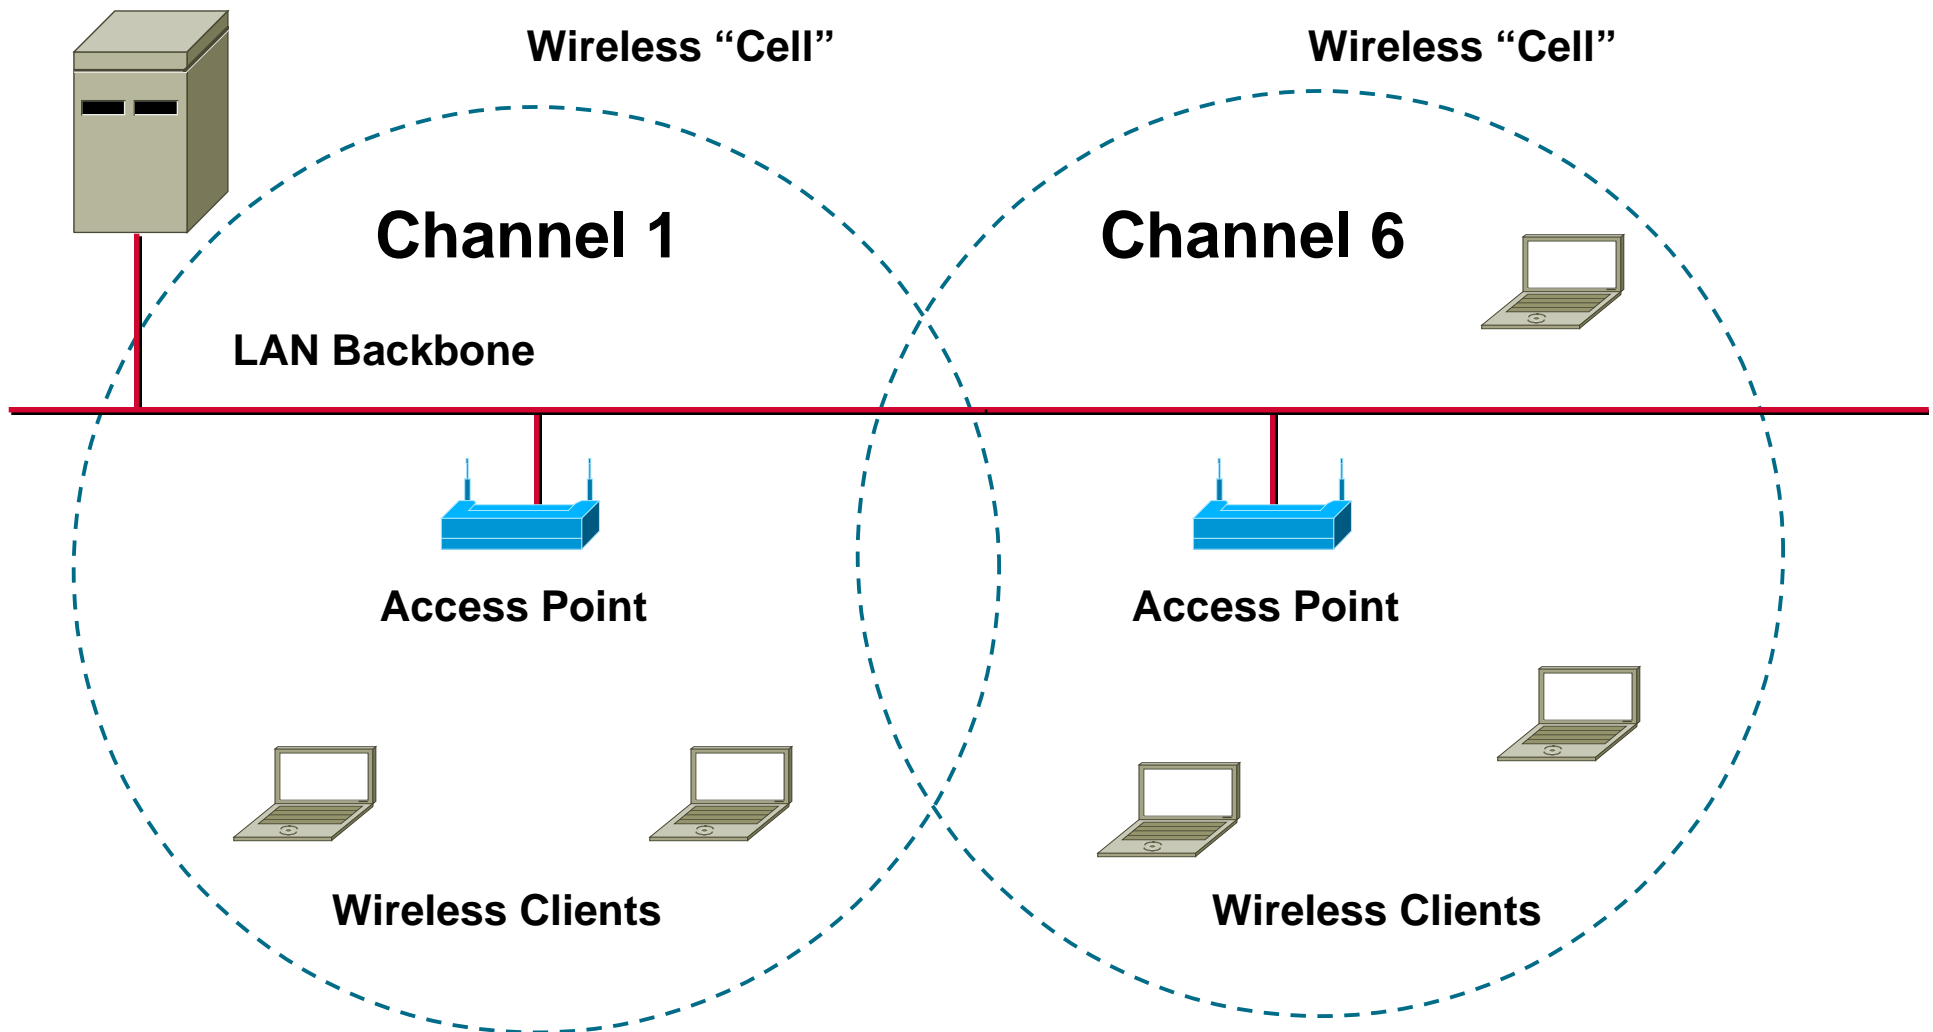 Wireless “Cell”
Wireless “Cell”
Channel 1
Channel 6
LAN Backbone
Access Point
Access Point
Wireless Clients
Wireless Clients